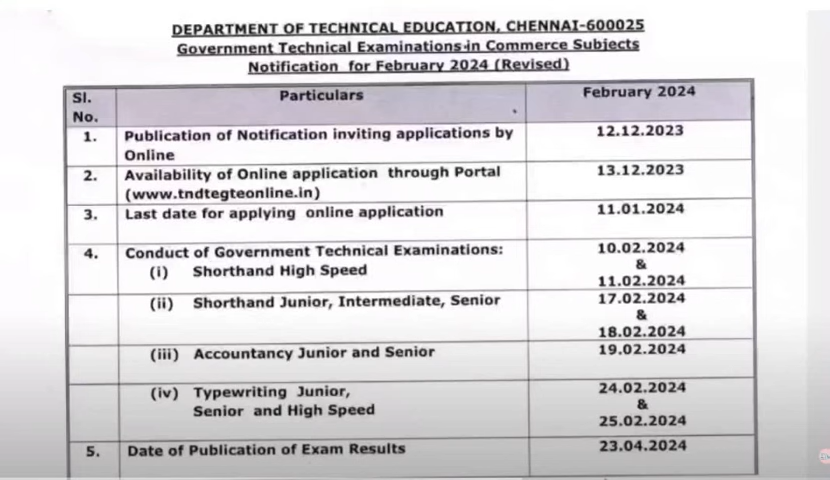 DEPARTMENT OF TECHNICAL EDUCATION, CHENNAI-600025
Government Technical Examinations in Commerce Subjects
Notification for February 2024 (Revised)
Sl. No. Particulars February 2024
1. Publication of Notification inviting applications by Online 12.12.2023
2. Availability of Online application through Portal (www.tndtegteonline.in) 13.12.2023
3. Last date for applying online application 11.01.2024
4. Conduct of Government Technical Examinations:
(i) Shorthand High Speed 10.02.2024 & 11.02.2024
(ii) Shorthand Junior, Intermediate, Senior 17.02.2024 & 18.02.2024
(iii) Accountancy Junior and Senior 19.02.2024
(iv) Typewriting Junior, Senior and High Speed 24.02.2024 & 25.02.2024
5. Date of Publication of Exam Results 23.04.2024